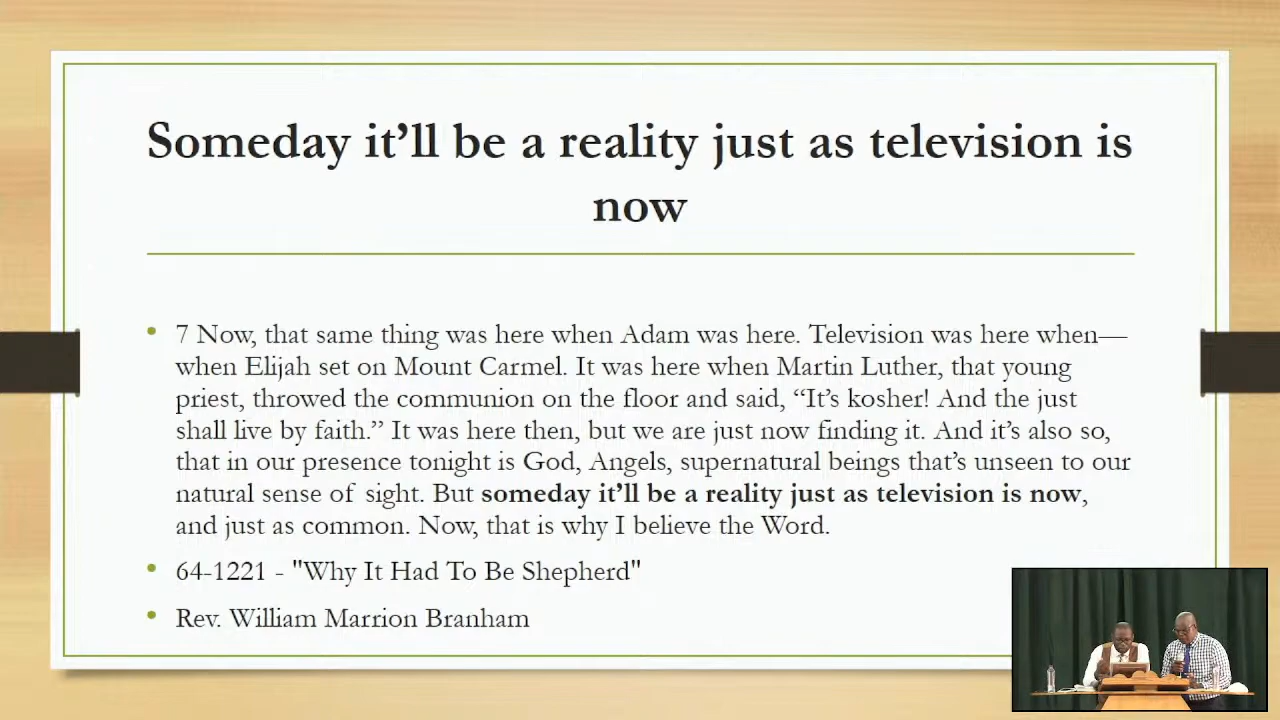 Someday it’ll be a reality just as television is
now
• 7 Now, that same thing was here when Adam was here. Television was here when—
when Elijah set on Mount Carmel. It was here when Martin Luther, that young
priest, throwed the communion on the floor and said, “It’s kosher! And the just
shall live by faith.” It was here then, but we are just now finding it. And it’s also so,
that in our presence tonight is God, Angels, supernatural beings that’s unseen to our
natural sense of sight. But someday it’ll be a reality just as television is now,
and just as common. Now, that is why I believe the Word.
• 64-1221 - "Why It Had To Be Shepherd"
• Rev. William Marrion Branham